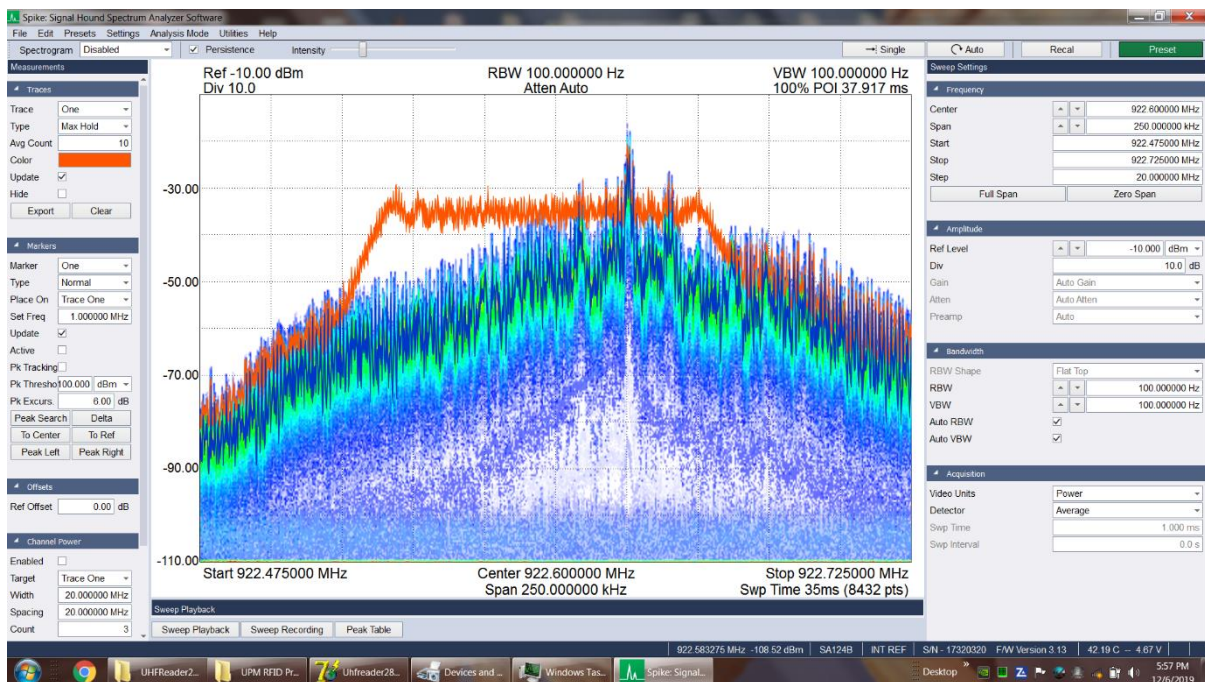 Spike: Signal Hound Spectrum Analyzer Software
File Edit Presets Settings Analysis Mode Utilities Help
Spectrogram Disabled Persistence Intensity Single Auto Recal Preset
Measurements
Traces
Trace One
Type Max Hold
Avg Count 10
Color
Update
Hide
Export Clear
Markers
Marker One
Type Normal
Place On Trace One
Set Freq 1.000000 MHz
Update
Active
Pk Tracking
Pk Thresho 100.000 dBm
Pk Excurs. 6.00 dB
Peak Search Delta
To Center To Ref
Peak Left Peak Right
Offsets
Ref Offset 0.00 dB
Channel Power
Enabled
Target Trace One
Width 20.000000 MHz
Spacing 20.000000 MHz
Count 3
Ref -10.00 dBm RBW 100.000000 Hz VBW 100.000000 Hz
Div 10.0 Atten Auto 100% POI 37.917 ms
-30.00
-50.00
-70.00
-90.00
-110.00
Start 922.475000 MHz Center 922.600000 MHz Stop 922.725000 MHz
Span 250.000000 kHz Swp Time 35ms (8432 pts)
Sweep Playback
Sweep Playback Sweep Recording Peak Table
Sweep Settings
Frequency
Center 922.600000 MHz
Span 250.000000 kHz
Start 922.475000 MHz
Stop 922.725000 MHz
Step 20.000000 MHz
Full Span Zero Span
Amplitude
Ref Level -10.000 dBm
Div 10.0 dB
Gain Auto Gain
Atten Auto Atten
Preamp Auto
Bandwidth
RBW Shape Flat Top
RBW 100.000000 Hz
VBW 100.000000 Hz
Auto RBW
Auto VBW
Acquisition
Video Units Power
Detector Average
Swp Time 1.000 ms
Swp Interval 0.0 s
922.583275 MHz -108.52 dBm SA124B INT REF S/N - 17320320 F/W Version 3.13 42.19 C -- 4.67 V
UHFReader2... UPM RFID Pr... Uhfreader28... Devices and ... Windows Tas... Spike: Signal... Desktop » 5:57 PM
12/6/2019